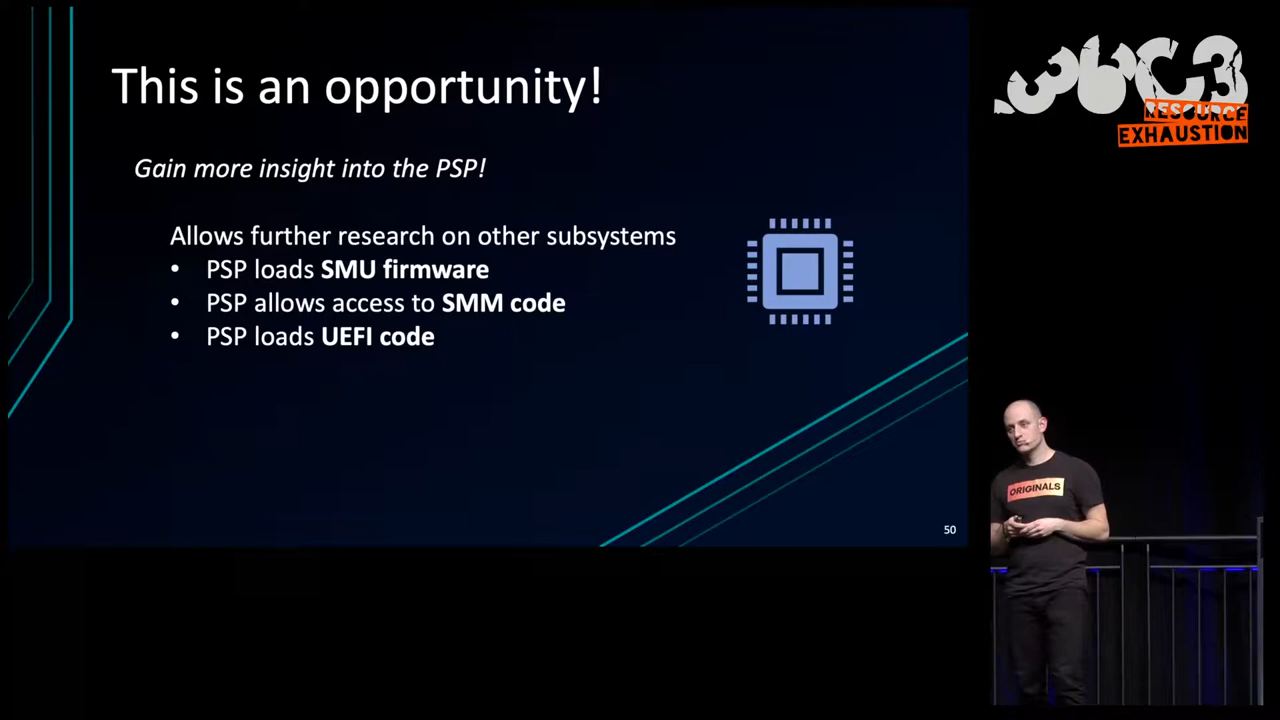 This is an opportunity!
Gain more insight into the PSP!
Allows further research on other subsystems
• PSP loads SMU firmware
• PSP allows access to SMM code
• PSP loads UEFI code
50
36C3
RESOURCE
EXHAUSTION
ORIGINALS